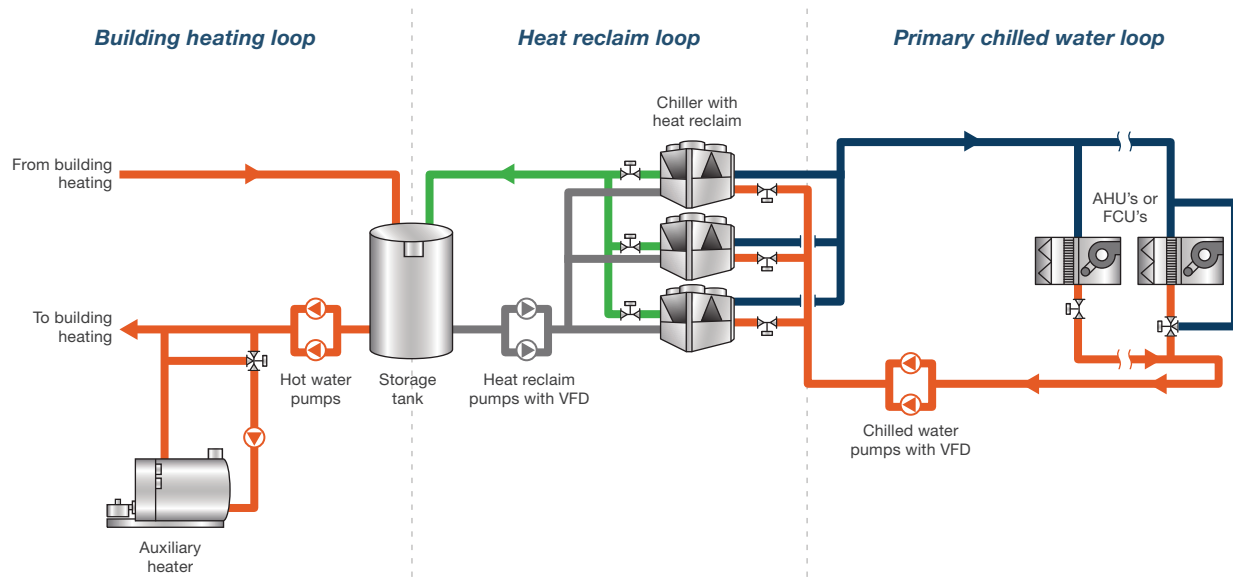 Building heating loop
Heat reclaim loop
Primary chilled water loop
Chiller with
heat reclaim
From building
heating
AHU's or
FCU's
To building
heating
Hot water
pumps
Storage
tank
Heat reclaim
pumps with VFD
Chilled water
pumps with VFD
Auxiliary
heater